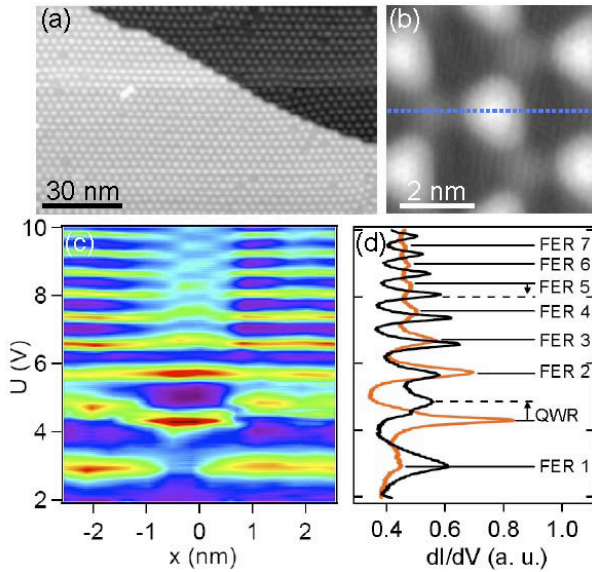 (a)
30 nm
(b)
2 nm
(c)
10
8
6
4
2
U (V)
-2
-1
0
1
2
x (nm)
(d)
FER 7
FER 6
FER 5
FER 4
FER 3
FER 2
QWR
FER 1
0.4
0.6
0.8
1.0
dI/dV (a. u.)